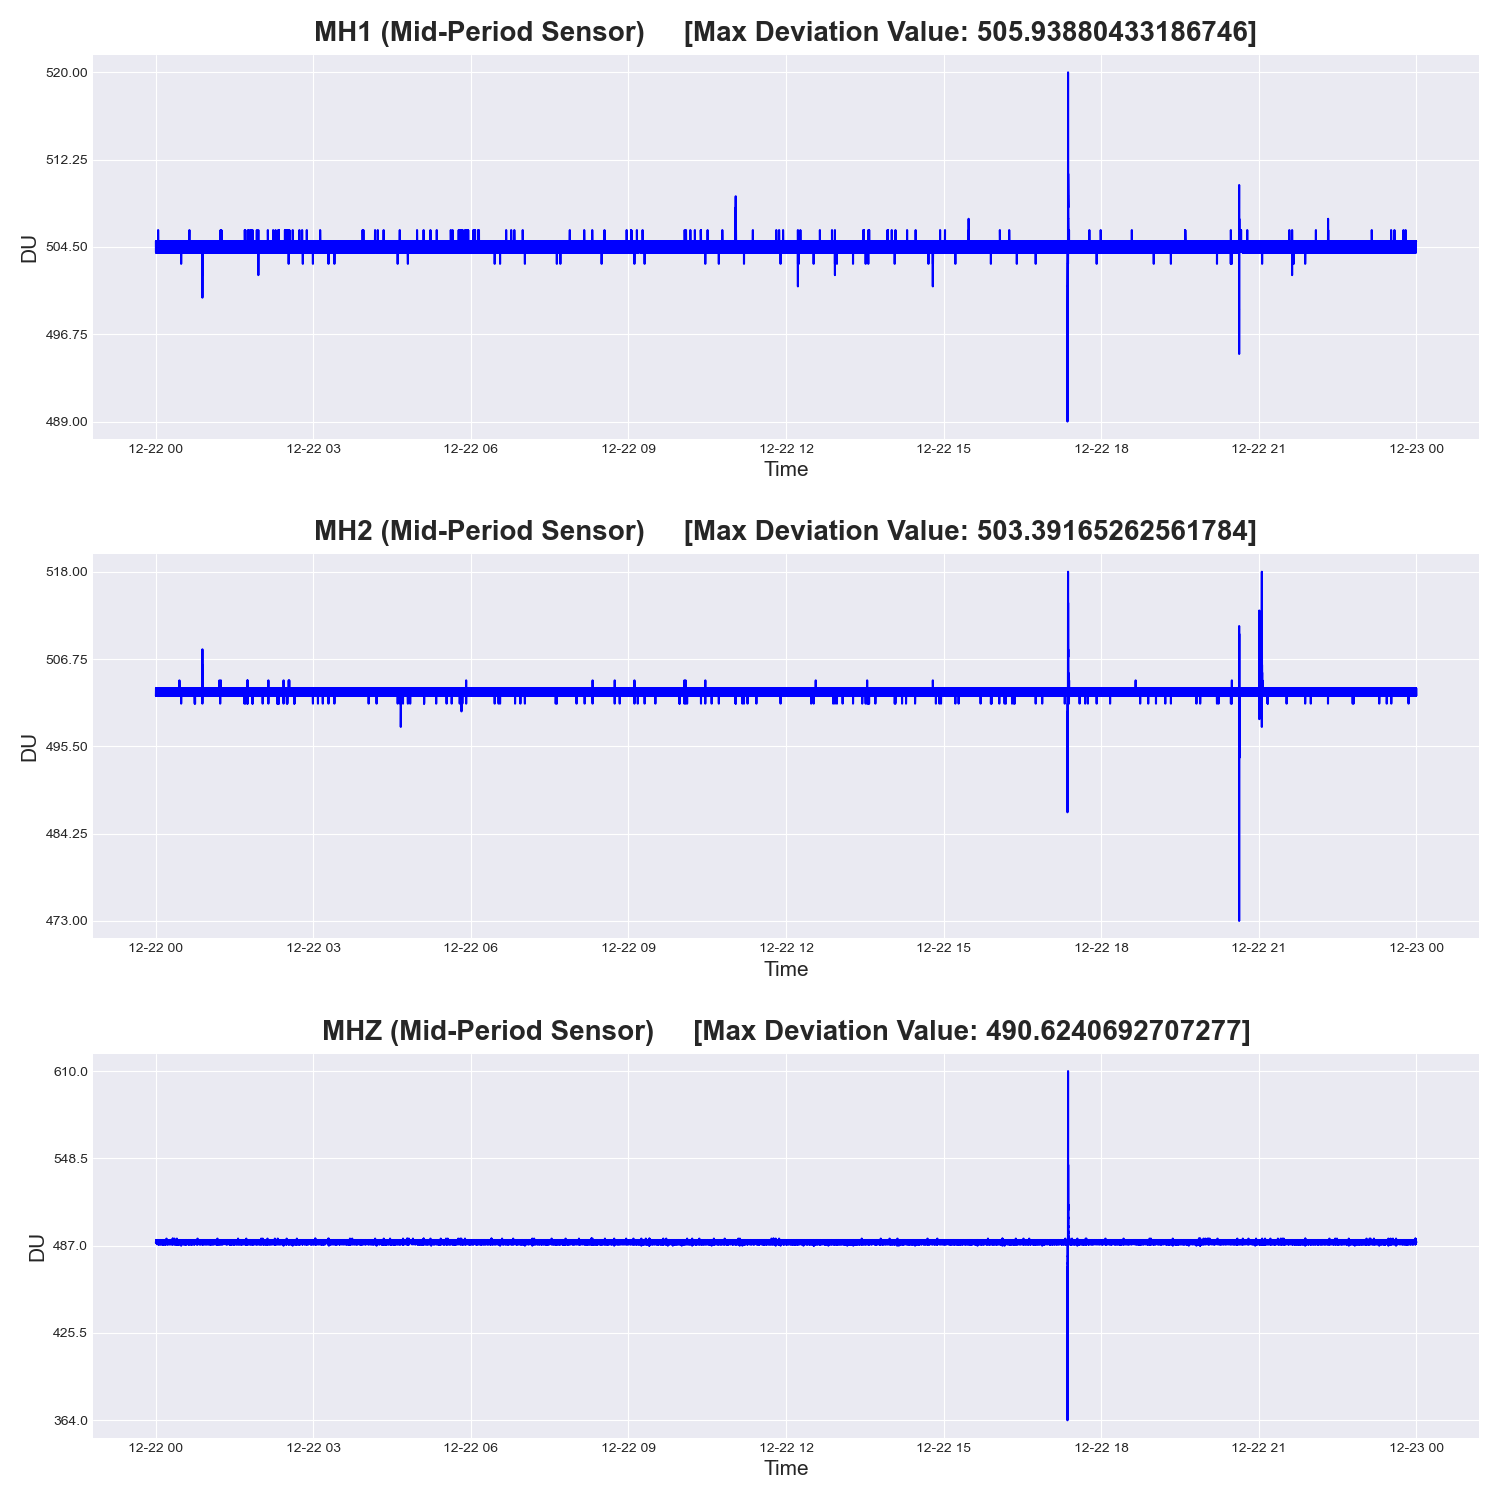 MH1 (Mid-Period Sensor) [Max Deviation Value: 505.93880433186746]
520.00
512.25
504.50
496.75
489.00
DU
12-22 00 12-22 03 12-22 06 12-22 09 12-22 12 12-22 15 12-22 18 12-22 21 12-23 00
Time
MH2 (Mid-Period Sensor) [Max Deviation Value: 503.39165262561784]
518.00
506.75
495.50
484.25
473.00
DU
12-22 00 12-22 03 12-22 06 12-22 09 12-22 12 12-22 15 12-22 18 12-22 21 12-23 00
Time
MHZ (Mid-Period Sensor) [Max Deviation Value: 490.6240692707277]
610.0
548.5
487.0
425.5
364.0
DU
12-22 00 12-22 03 12-22 06 12-22 09 12-22 12 12-22 15 12-22 18 12-22 21 12-23 00
Time